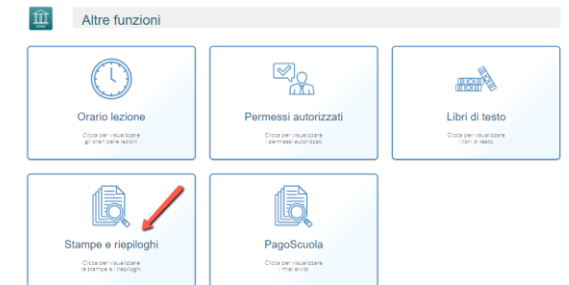 Altre funzioni
Orario lezione
Clicca per visualizzare
gli orari delle lezioni
Permessi autorizzati
Clicca per visualizzare
i permessi autorizzati
Libri di testo
Clicca per visualizzare
i libri di testo
Stampe e riepiloghi
Clicca per visualizzare
le stampe e i riepiloghi
PagoScuola
Clicca per visualizzare
i miei avvisi